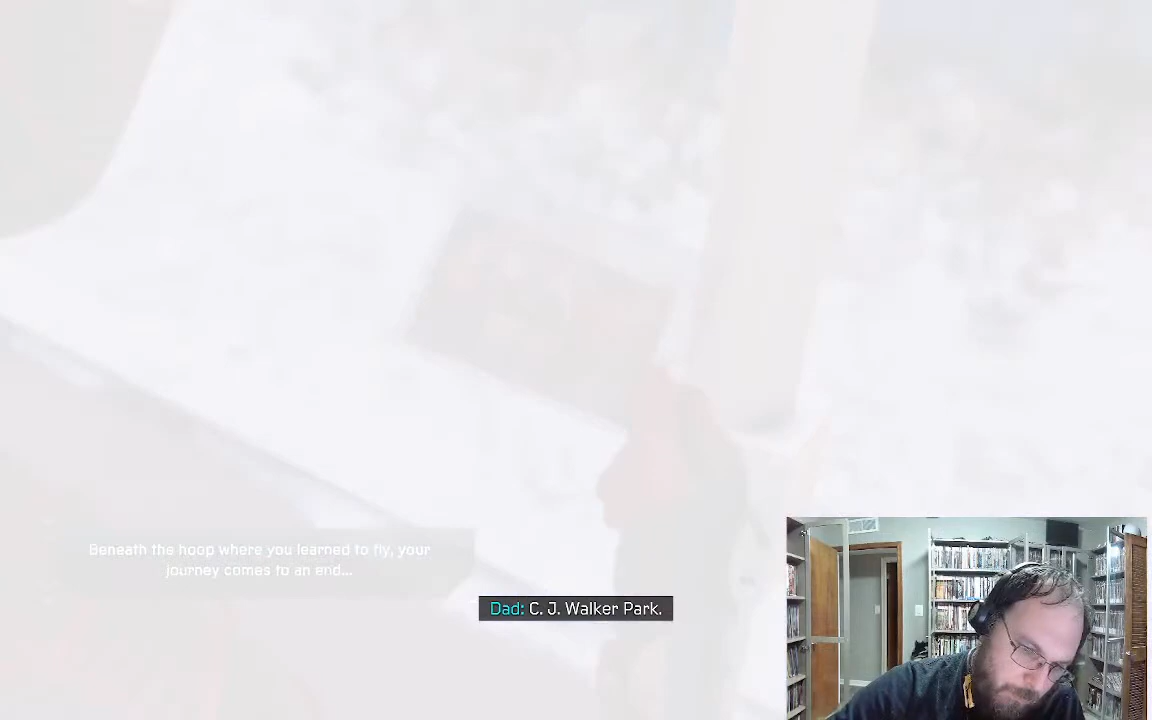 Beneath the hoop where you learned to fly, your
journey comes to an end...
Dad: C. J. Walker Park.